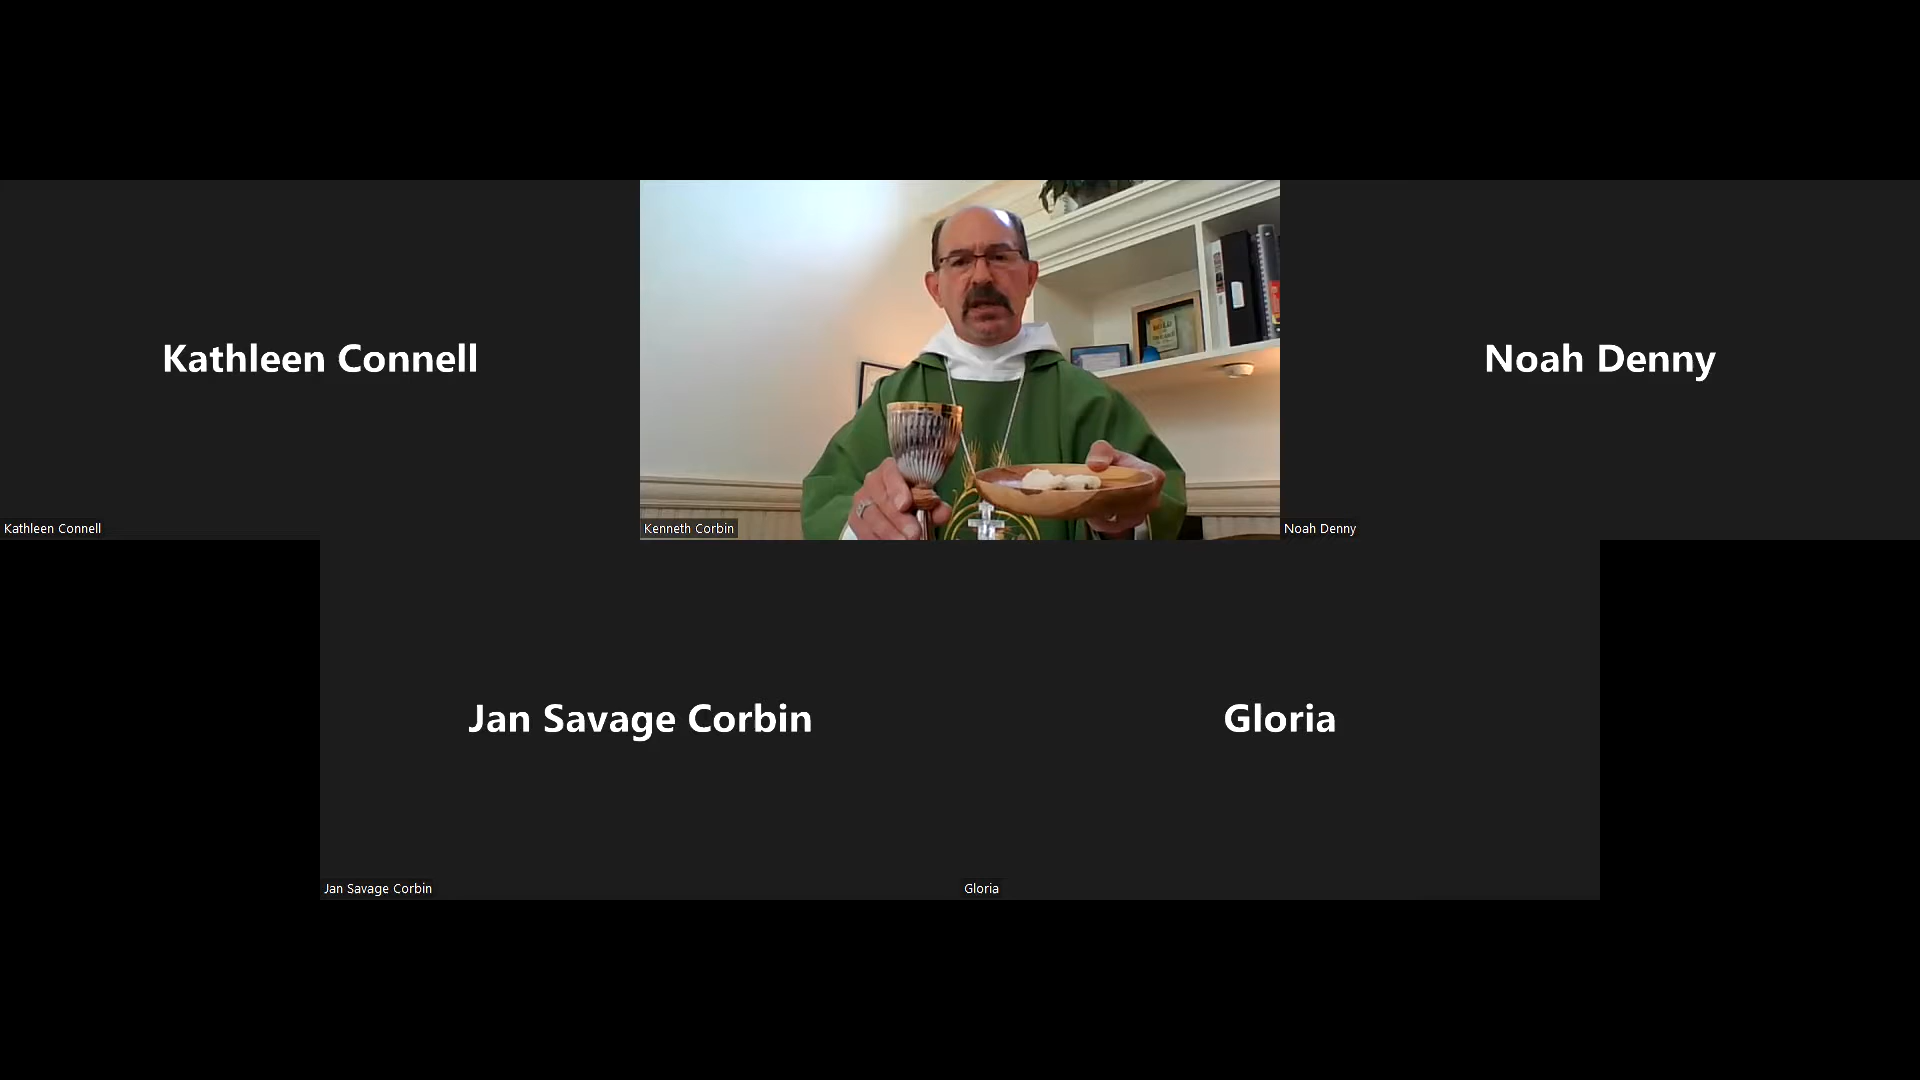 Kathleen Connell
Noah Denny
Kathleen Connell
Kenneth Corbin
Noah Denny
Jan Savage Corbin
Gloria
Jan Savage Corbin
Gloria